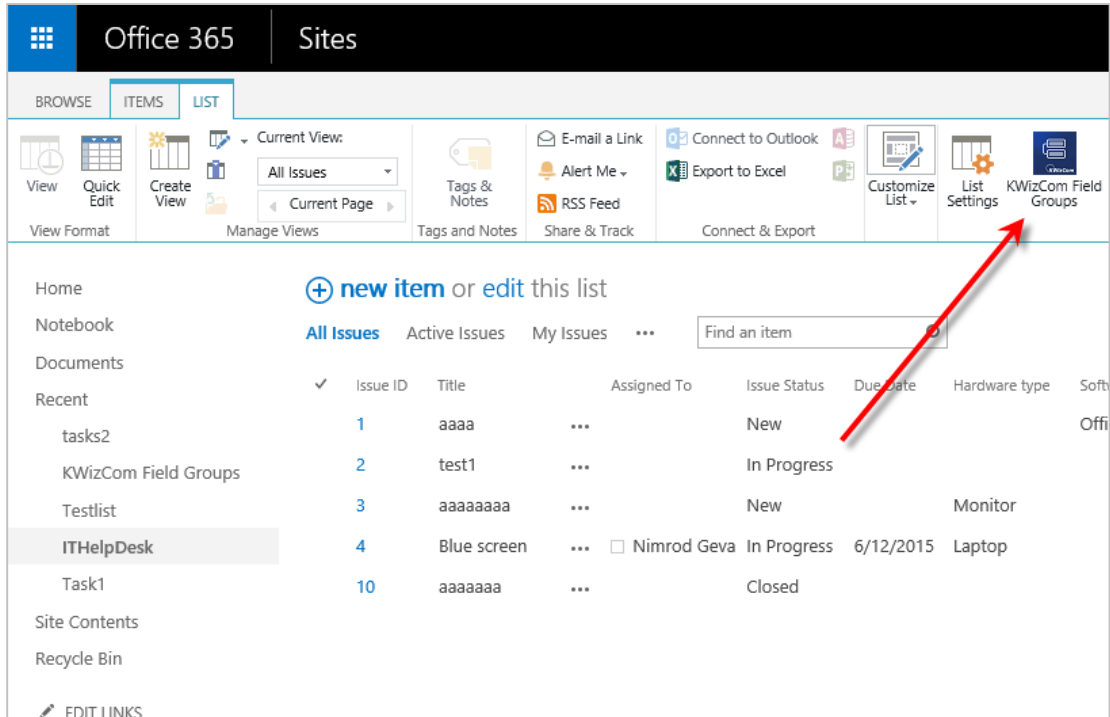 Office 365 Sites
BROWSE ITEMS LIST
View
Quick
Edit
View Format
Create
View
Current View:
All Issues
Current Page
Manage Views
Tags &
Notes
Tags and Notes
E-mail a Link
Alert Me
RSS Feed
Share & Track
Connect to Outlook
Export to Excel
Connect & Export
Customize
List
List
Settings
KWizCom
KWizCom Field
Groups
Home
Notebook
Documents
Recent
tasks2
KWizCom Field Groups
Testlist
ITHelpDesk
Task1
Site Contents
Recycle Bin
EDIT LINKS
new item or edit this list
All Issues Active Issues My Issues ••• Find an item
Issue ID Title Assigned To Issue Status Due Date Hardware type
1 aaaa ••• New
2 test1 ••• In Progress
3 aaaaaaaa ••• New Monitor
4 Blue screen ••• Nimrod Geva In Progress 6/12/2015 Laptop
10 aaaaaaa ••• Closed